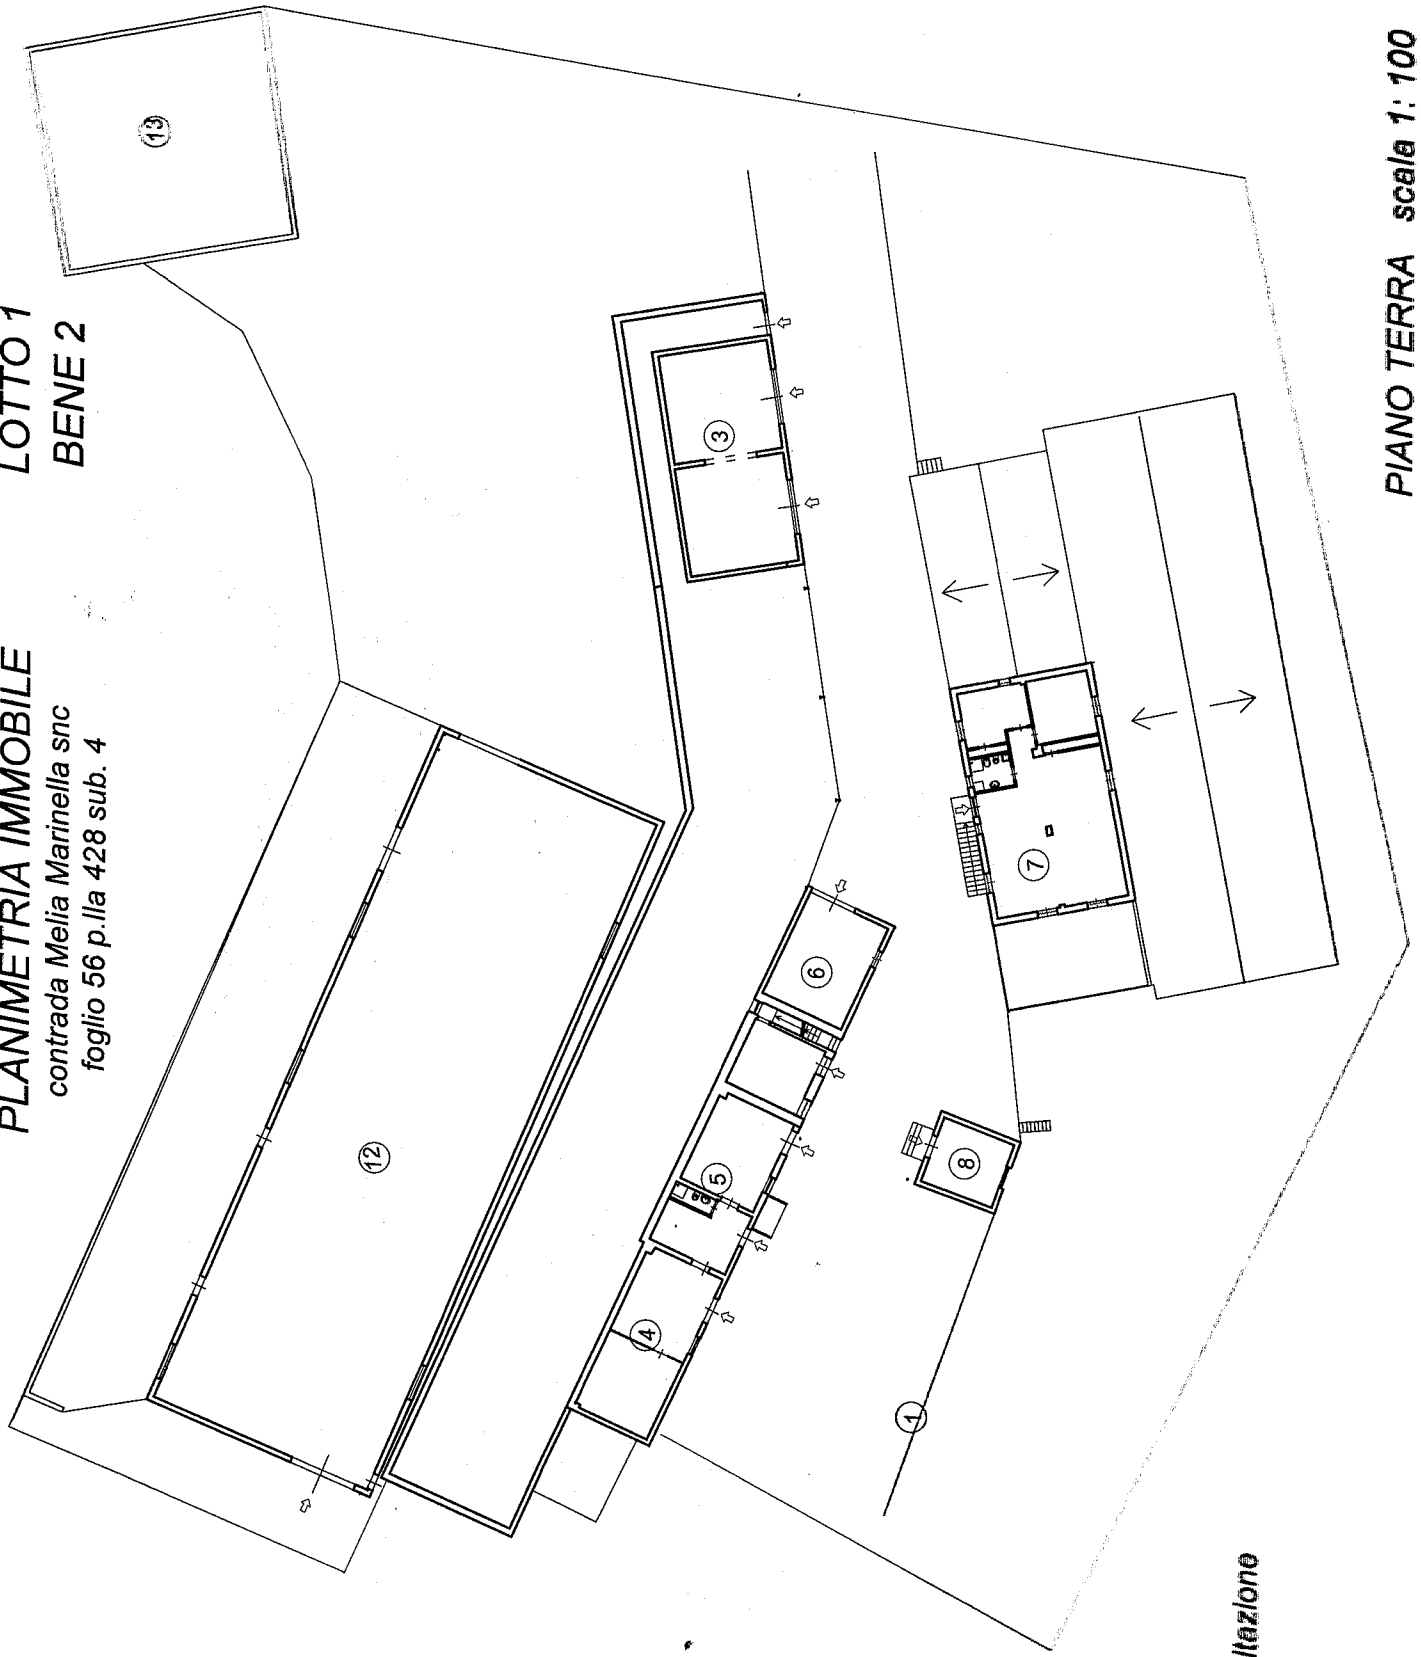 PLANIMETRIA IMMOBILE
contrada Melia Marinella snc
foglio 56 p.lla 428 sub. 4
LOTTO 1
BENE 2
13
12
3
7
6
5
14
8
1
PIANO TERRA scala 1: 100